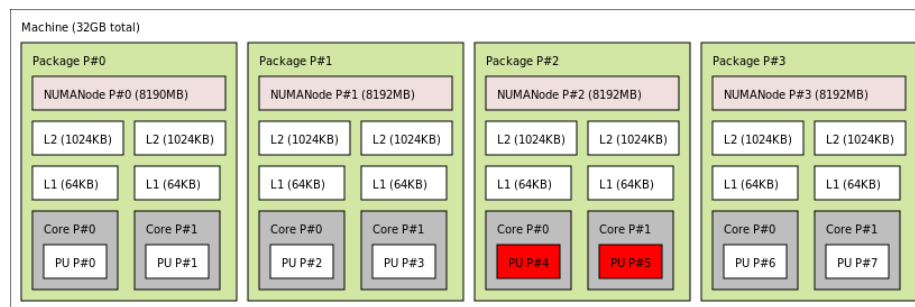 Machine (32GB total)
Package P#0
NUMANode P#0 (8190MB)
L2 (1024KB) L2 (1024KB)
L1 (64KB) L1 (64KB)
Core P#0 Core P#1
PU P#0 PU P#1
Package P#1
NUMANode P#1 (8192MB)
L2 (1024KB) L2 (1024KB)
L1 (64KB) L1 (64KB)
Core P#0 Core P#1
PU P#2 PU P#3
Package P#2
NUMANode P#2 (8192MB)
L2 (1024KB) L2 (1024KB)
L1 (64KB) L1 (64KB)
Core P#0 Core P#1
PU P#4 PU P#5
Package P#3
NUMANode P#3 (8192MB)
L2 (1024KB) L2 (1024KB)
L1 (64KB) L1 (64KB)
Core P#0 Core P#1
PU P#6 PU P#7